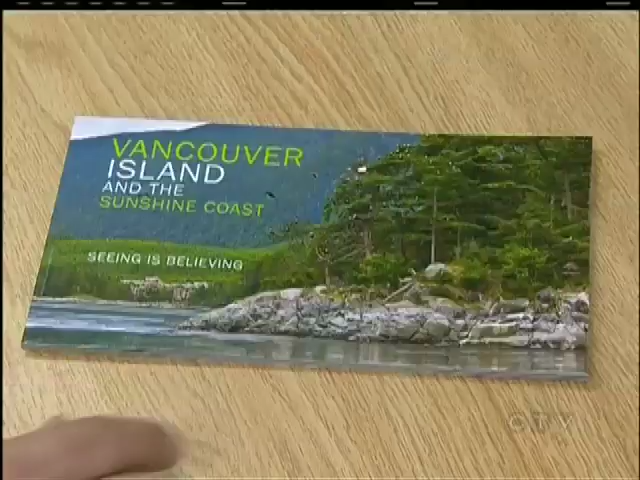 VANCOUVER
ISLAND
AND THE
SUNSHINE COAST
SEEING IS BELIEVING
CTV